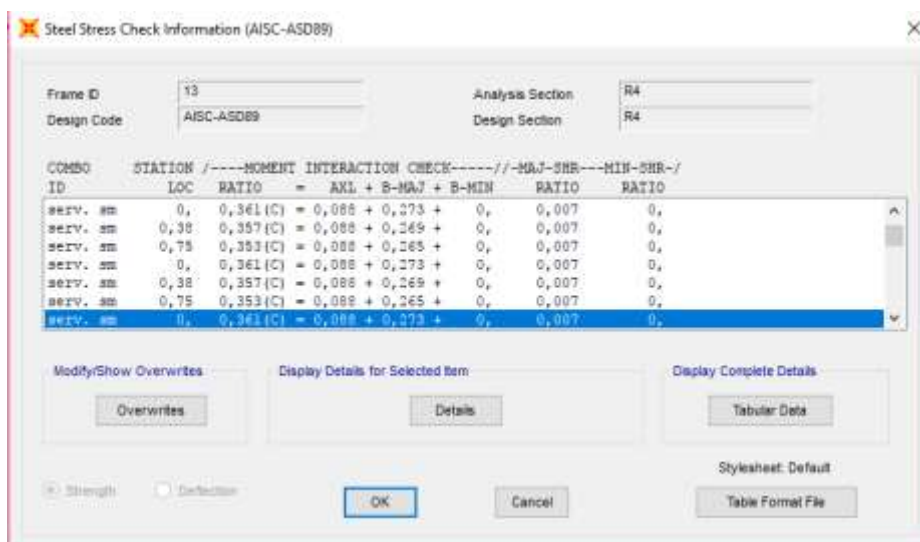 Steel Stress Check Information (AISC-ASD89)
Frame ID 13 Analysis Section R4
Design Code AISC-ASD89 Design Section R4
COMBO STATION /----MOMENT INTERACTION CHECK-----//-MAJ-SHR---MIN-SHR-/
ID LOC RATIO = AXL + B-MAJ + B-MIN RATIO RATIO
serv. sm 0, 0,361(C) = 0,088 + 0,273 + 0, 0,007 0,
serv. sm 0,38 0,357(C) = 0,088 + 0,269 + 0, 0,007 0,
serv. sm 0,75 0,353(C) = 0,088 + 0,265 + 0, 0,007 0,
serv. sm 0, 0,361(C) = 0,088 + 0,273 + 0, 0,007 0,
serv. sm 0,38 0,357(C) = 0,088 + 0,269 + 0, 0,007 0,
serv. sm 0,75 0,353(C) = 0,088 + 0,265 + 0, 0,007 0,
serv. sm 0, 0,361(C) = 0,088 + 0,273 + 0, 0,007 0,
Modify/Show Overwrites Display Details for Selected Item Display Complete Details
Overwrites Details Tabular Data
Stylesheet: Default
Strength Deflection OK Cancel Table Format File